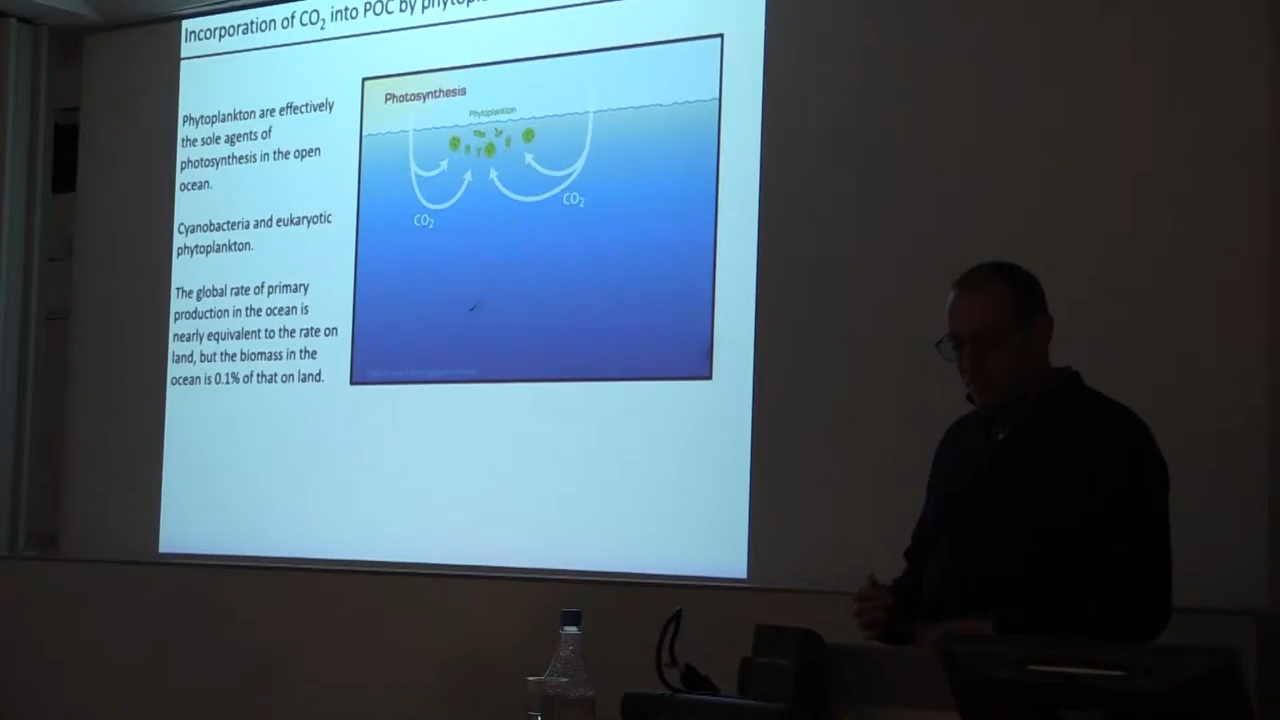 Incorporation of CO2 into POC by
Photosynthesis
Phytoplankton
CO2
CO2
Phytoplankton are effectively
the sole agents of
photosynthesis in the open
ocean.
Cyanobacteria and eukaryotic
phytoplankton.
The global rate of primary
production in the ocean is
nearly equivalent to the rate on
land, but the biomass in the
ocean is 0.1% of that on land.